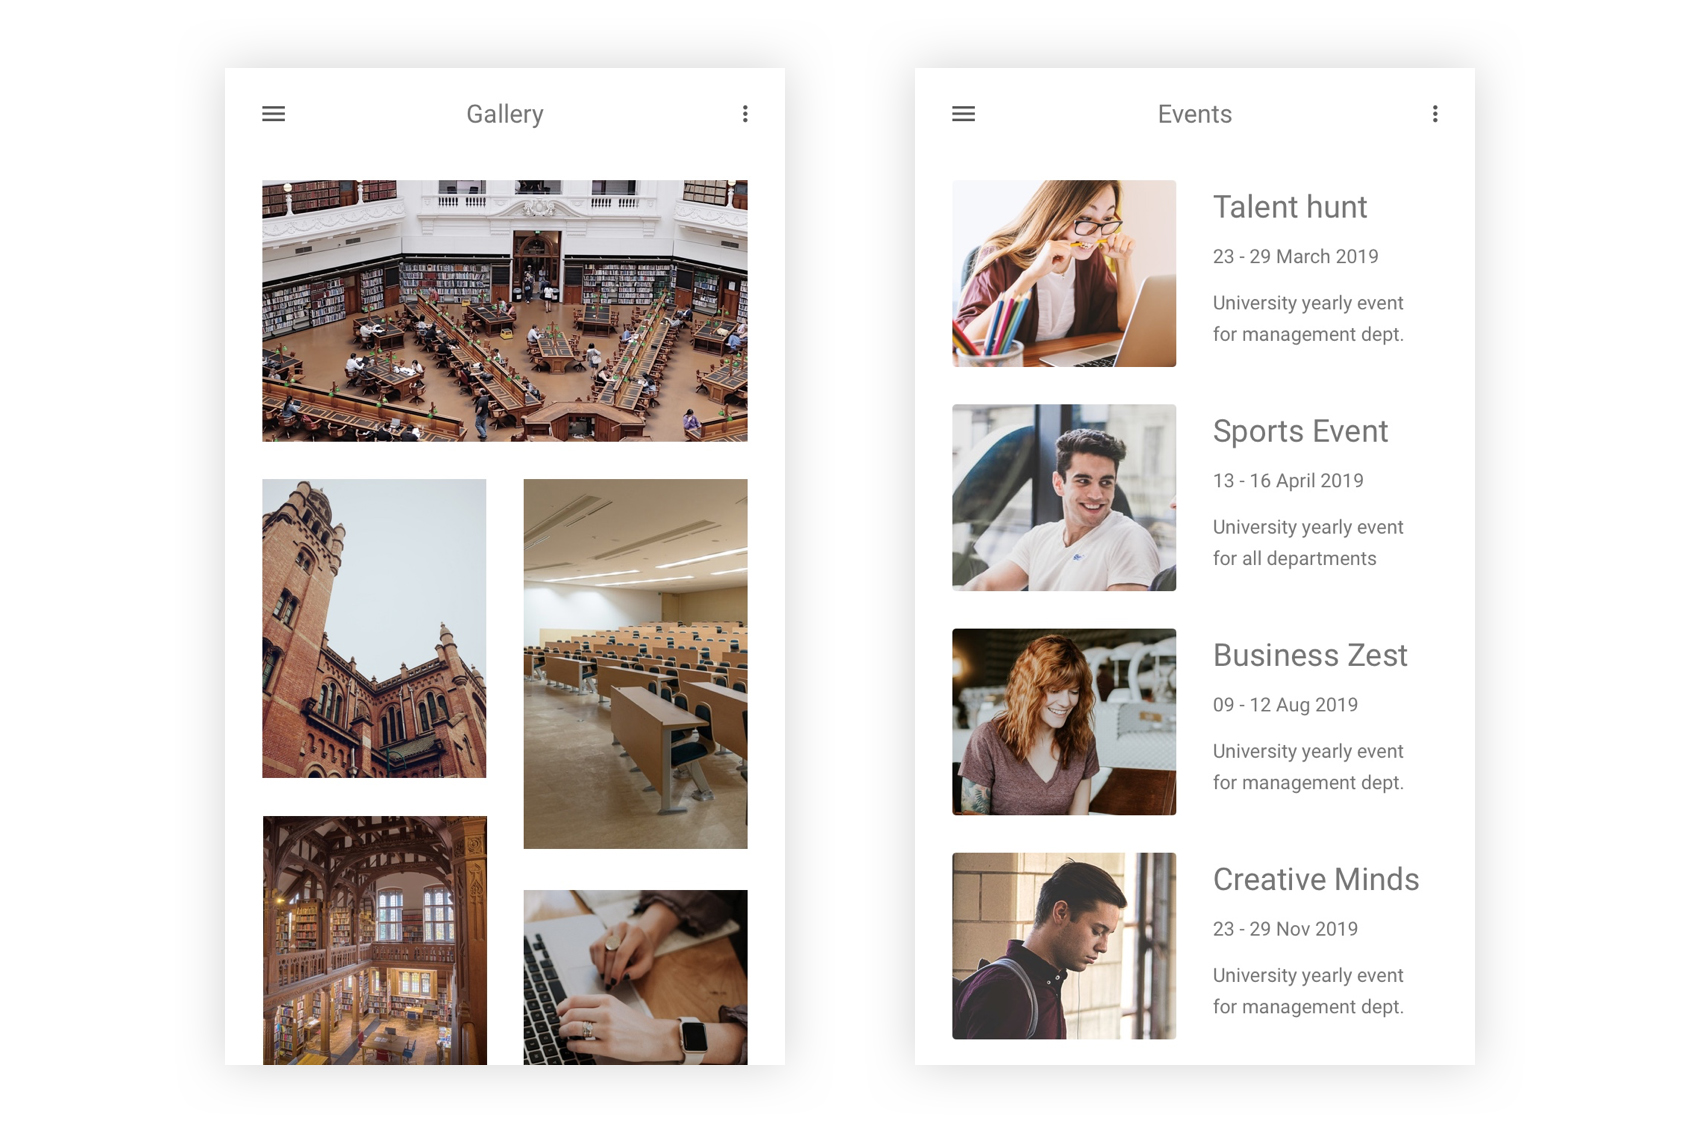 Gallery
Events
Talent hunt
23 - 29 March 2019
University yearly event
for management dept.
Sports Event
13 - 16 April 2019
University yearly event
for all departments
Business Zest
09 - 12 Aug 2019
University yearly event
for management dept.
Creative Minds
23 - 29 Nov 2019
University yearly event
for management dept.